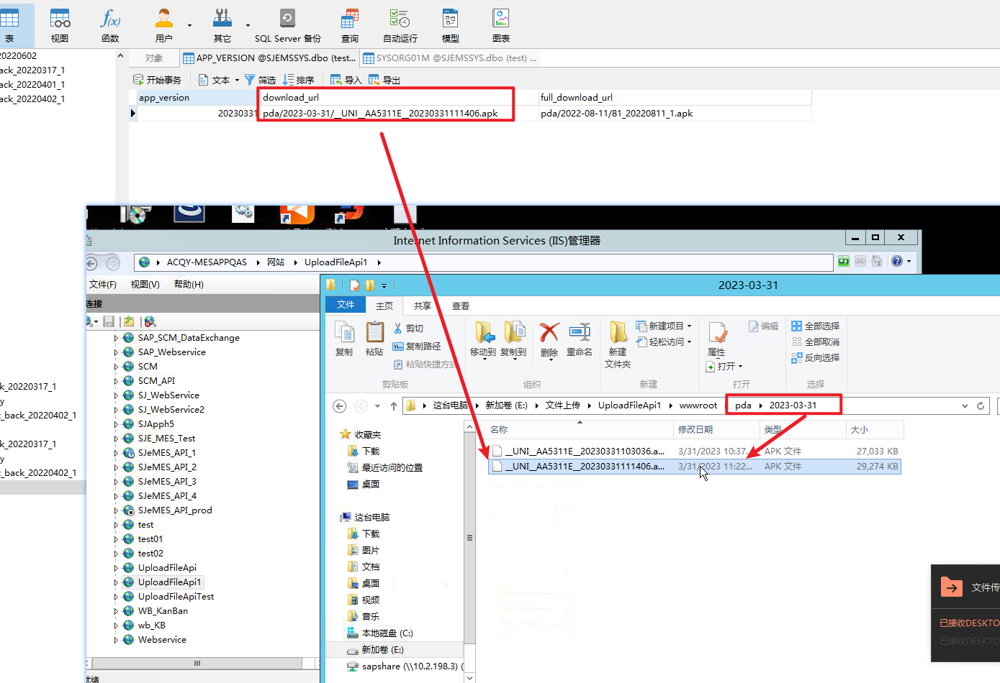 表 视图 函数 用户 其它 SQL Server 备份 查询 自动运行 模型 图表
f(x)
20220602
ack_20220317_1
ack_20220401_1
ack_20220402_1
对象 APP_VERSION @SJEMSSYS.dbo (test... SYSORG01M @SJEMSSYS.dbo (test) ...
开始事务 文本 筛选 排序 导入 导出
app_version download_url full_download_url
20230331 pda/2023-03-31/__UNI__AA5311E__20230331111406.apk pda/2022-08-11/81_20220811_1.apk
Internet Information Services (IIS)管理器
ACQY-MESAPPQAS 网站 UploadFileApi1
文件(F) 视图(V) 帮助(H)
连接
SAP_SCM_DataExchange
SAP_Webservice
SCM
SCM_API
SJ_WebService
SJ_WebService2
SJApph5
SJE_MES_Test
SJeMES_API_1
SJeMES_API_2
SJeMES_API_3
SJeMES_API_4
SJeMES_API_prod
test
test01
test02
UploadFileApi
UploadFileApi1
UploadFileApiTest
WB_KanBan
wb_KB
Webservice
就绪
k_20220317_1
y
t_back_20220402_1
k_20220317_1
y
t_back_20220402_1
2023-03-31
文件 主页 共享 查看
复制 粘贴 剪切
复制路径
粘贴快捷方式
剪贴板
移动到 复制到 删除 重命名
组织
新建
文件夹
新建项目
轻松访问
新建
属性
打开
编辑
打开
全部选择
全部取消
反向选择
选择
这台电脑 新加卷 (E:) 文件上传 UploadFileApi1 wwwroot pda 2023-03-31
收藏夹
下载
最近访问的位置
桌面
这台电脑
下载
图片
文档
桌面
视频
音乐
本地磁盘 (C:)
新加卷 (E:)
sapshare (\\10.2.198.3) (
名称 修改日期 类型 大小
__UNI__AA5311E__20230331103036.a... 3/31/2023 10:37... APK 文件 27,033 KB
__UNI__AA5311E__20230331111406.a... 3/31/2023 11:22... APK 文件 29,274 KB
文件传
已接收DESKTO
已接收DESKTO